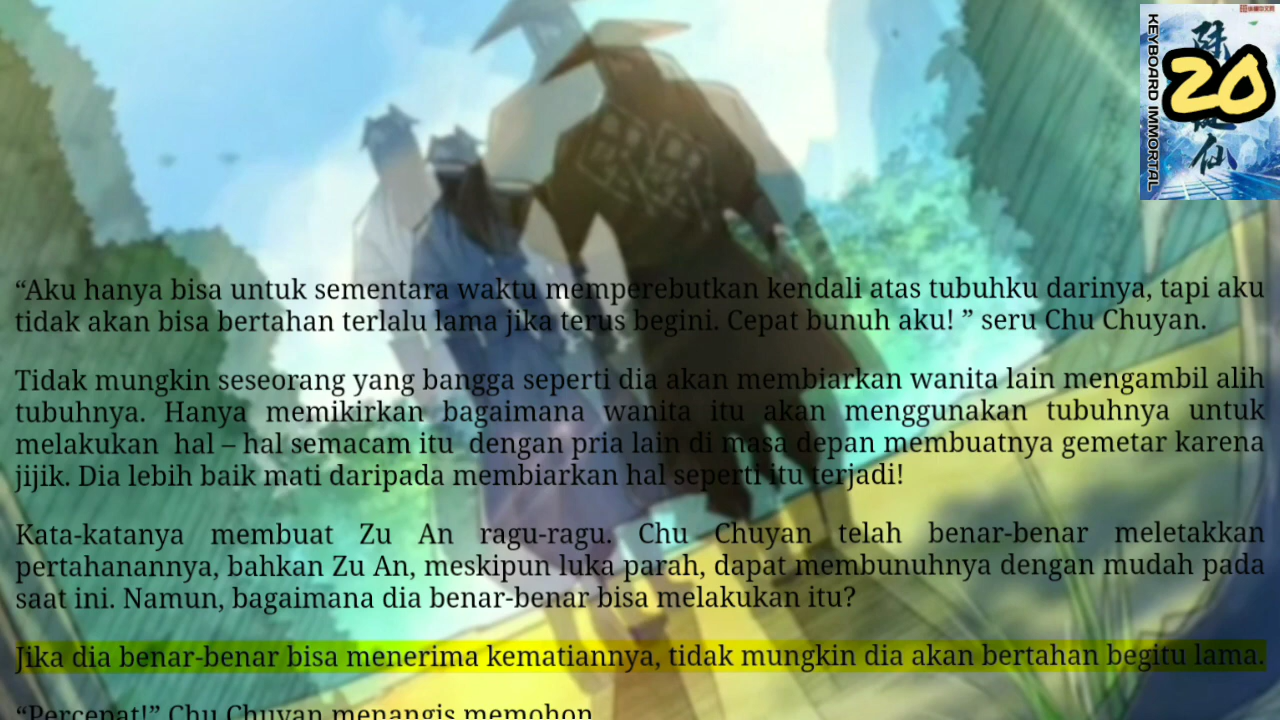 KEYBOARD IMMORTAL
20
仙
“Aku hanya bisa untuk sementara waktu memperebutkan kendali atas tubuhku darinya, tapi aku
tidak akan bisa bertahan terlalu lama jika terus begini. Cepat bunuh aku! ” seru Chu Chuyan.
Tidak mungkin seseorang yang bangga seperti dia akan membiarkan wanita lain mengambil alih
tubuhnya. Hanya memikirkan bagaimana wanita itu akan menggunakan tubuhnya untuk
melakukan hal – hal semacam itu dengan pria lain di masa depan membuatnya gemetar karena
jijik. Dia lebih baik mati daripada membiarkan hal seperti itu terjadi!
Kata-katanya membuat Zu An ragu-ragu. Chu Chuyan telah benar-benar meletakkan
pertahanannya, bahkan Zu An, meskipun luka parah, dapat membunuhnya dengan mudah pada
saat ini. Namun, bagaimana dia benar-benar bisa melakukan itu?
Jika dia benar-benar bisa menerima kematiannya, tidak mungkin dia akan bertahan begitu lama.
“Percepat!” Chu Chuyan menangis memohon.